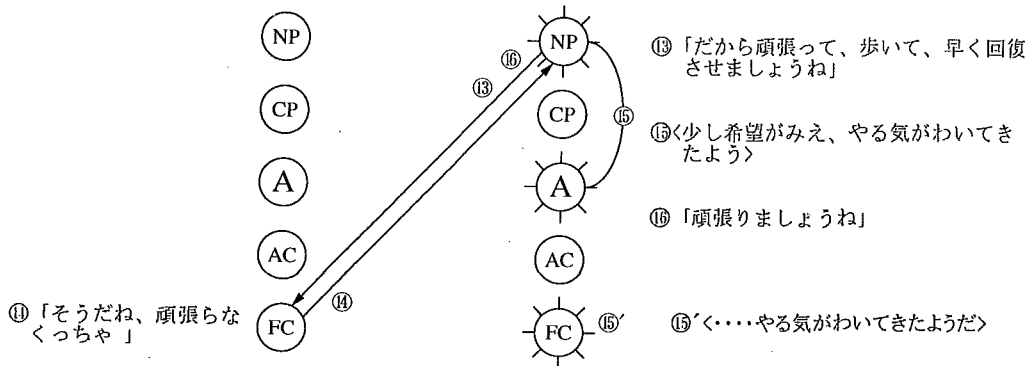 NP
CP
A
AC
FC
⑭「そうだね、頑張らな
くっちゃ 」
⑯
⑬
⑭
NP
CP
A
AC
FC
⑮
⑮′
⑬「だから頑張って、歩いて、早く回復
させましょうね」
⑮<少し希望がみえ、やる気がわいてき
たよう>
⑯「頑張りましょうね」
⑮′<‥‥やる気がわいてきたようだ>